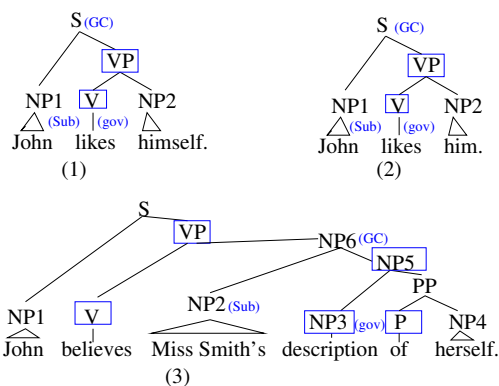 S (GC) S (GC)
VP VP
NP1 V NP2 NP1 V NP2
(Sub) (gov) (Sub) (gov)
John likes himself. John likes him.
(1) (2)
S
VP NP6 (GC)
NP5
PP
NP1 V NP2 (Sub) NP3 (gov) P NP4
John believes Miss Smith's description of herself.
(3)